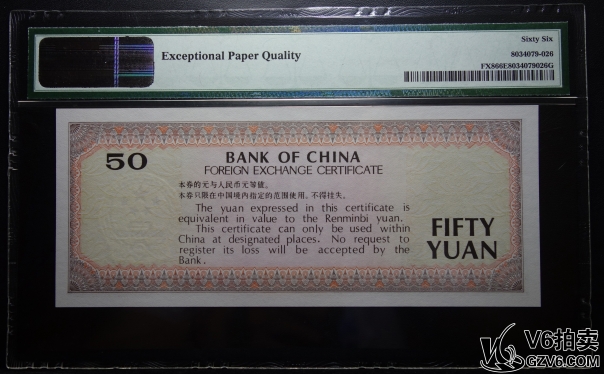 Exceptional Paper Quality
Sixty Six
8034079-026
FX866E8034079026G
50
BANK OF CHINA
FOREIGN EXCHANGE CERTIFICATE
本券的元与人民币元等值。
本券只限在中国境内指定的范围使用。不得挂失。
The yuan expressed in this certificate is
equivalent in value to the Renminbi yuan.
This certificate can only be used within
China at designated places. No request to
register its loss will be accepted by the
Bank.
FIFTY
YUAN
V6拍卖
GZV6.COM